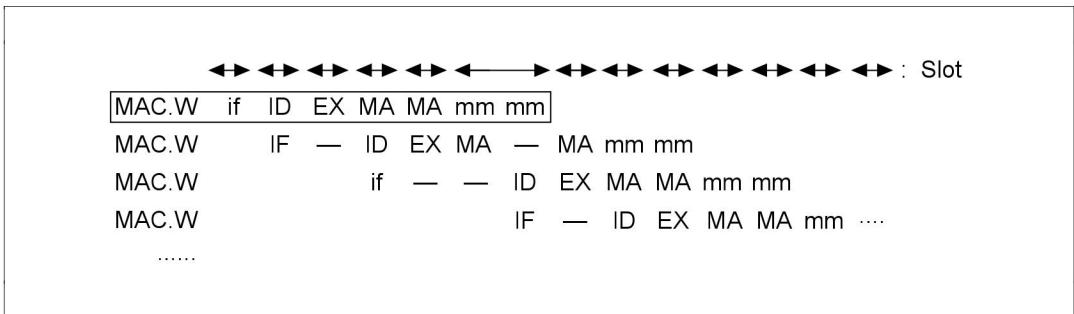 : Slot
MAC.W if ID EX MA MA mm mm
MAC.W IF — ID EX MA — MA mm mm
MAC.W if — — ID EX MA MA mm mm
MAC.W IF — ID EX MA MA mm ····
······